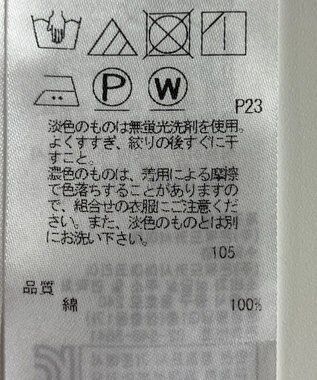 P W
P23
淡色のものは無蛍光洗剤を使用。
よくすすぎ、絞りの後すぐに干
すこと。
濃色のものは、着用による摩擦
で色落ちすることがありますの
で、組合せの衣服にご注意くだ
さい。また、淡色のものとは別
にお洗い下さい。
105
品質
綿 100%